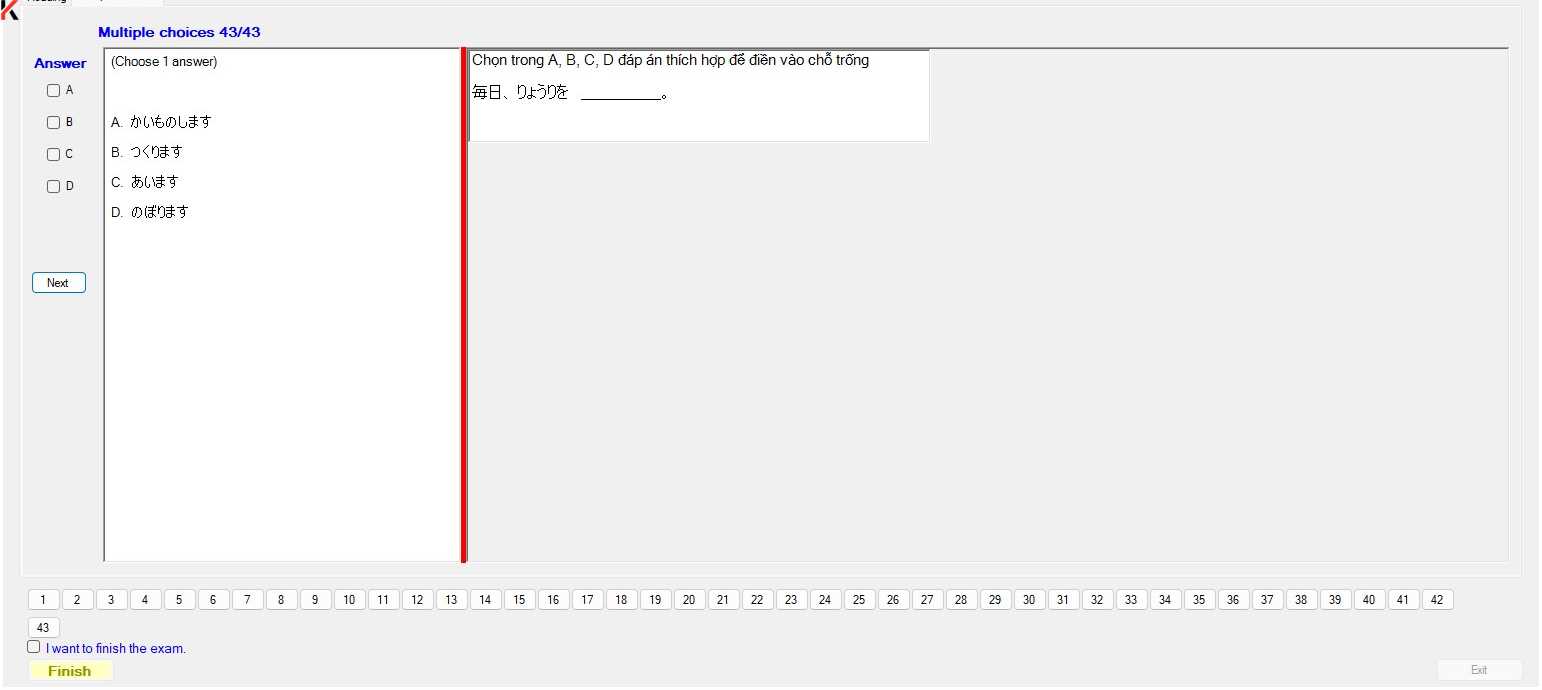 Multiple choices 43/43
Answer
(Choose 1 answer)
A
B
C
D
A. かいものします
B. つくります
C. あいます
D. のぼります
Next
Chọn trong A, B, C, D đáp án thích hợp để điền vào chỗ trống
毎日、りょうりを __________。
1 2 3 4 5 6 7 8 9 10 11 12 13 14 15 16 17 18 19 20 21 22 23 24 25 26 27 28 29 30 31 32 33 34 35 36 37 38 39 40 41 42
43
I want to finish the exam.
Finish
Exit